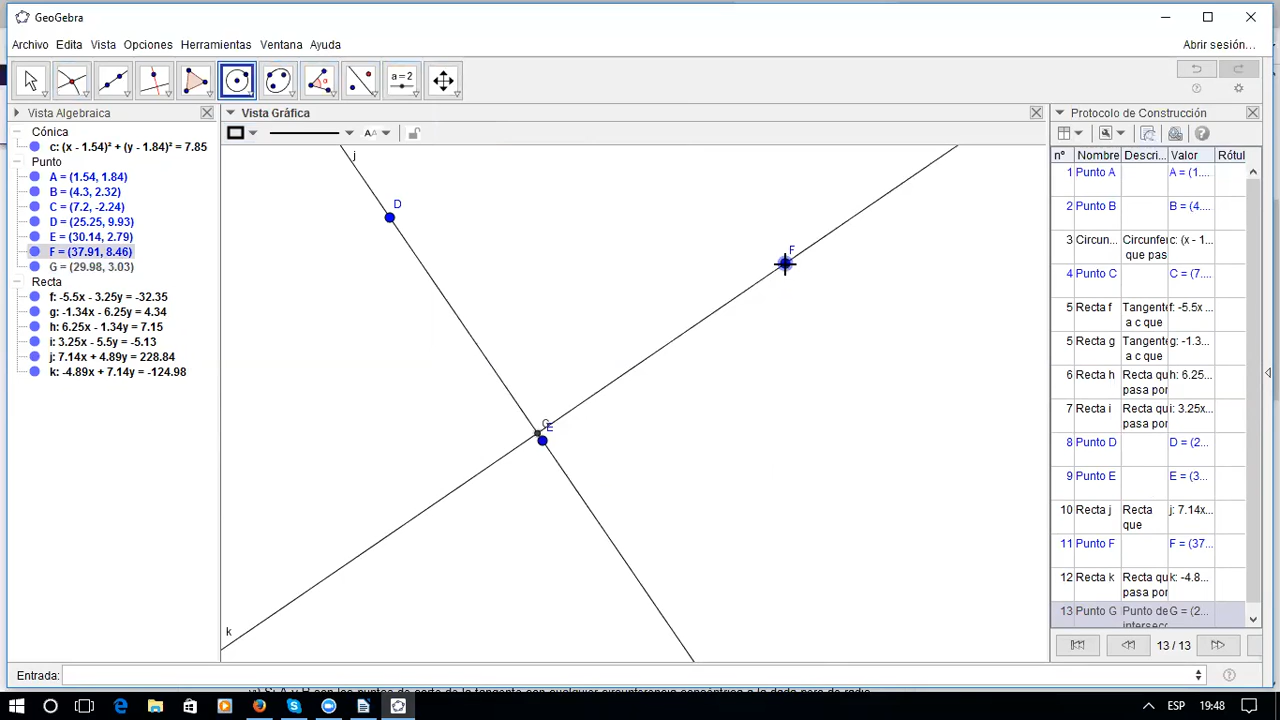 GeoGebra
Archivo Edita Vista Opciones Herramientas Ventana Ayuda
Abrir sesión...
α
a=2
Vista Algebraica
Vista Gráfica
Protocolo de Construcción
AA
Cónica
c: (x - 1.54)² + (y - 1.84)² = 7.85
Punto
A = (1.54, 1.84)
B = (4.3, 2.32)
C = (7.2, -2.24)
D = (25.25, 9.93)
E = (30.14, 2.79)
F = (37.91, 8.46)
G = (29.98, 3.03)
Recta
f: -5.5x - 3.25y = -32.35
g: -1.34x - 6.25y = 4.34
h: 6.25x - 1.34y = 7.15
i: 3.25x - 5.5y = -5.13
j: 7.14x + 4.89y = 228.84
k: -4.89x + 7.14y = -124.98
j
D
F
G
E
k
nº Nombre Descri... Valor Rótul
1 Punto A A = (1....
2 Punto B B = (4....
3 Circun... Circunfe c: (x - 1...
que pas
4 Punto C C = (7....
5 Recta f Tangente f: -5.5x ...
a c que
5 Recta g Tangente g: -1.3...
a c que
6 Recta h Recta qu h: 6.25...
pasa por
7 Recta i Recta qu i: 3.25x...
pasa por
8 Punto D D = (2...
9 Punto E E = (3...
10 Recta j Recta j: 7.14x...
que
11 Punto F F = (37...
12 Recta k Recta qu k: -4.8...
pasa por
13 Punto G Punto de G = (2...
intersecc
13 / 13
Entrada:
ESP 19:48